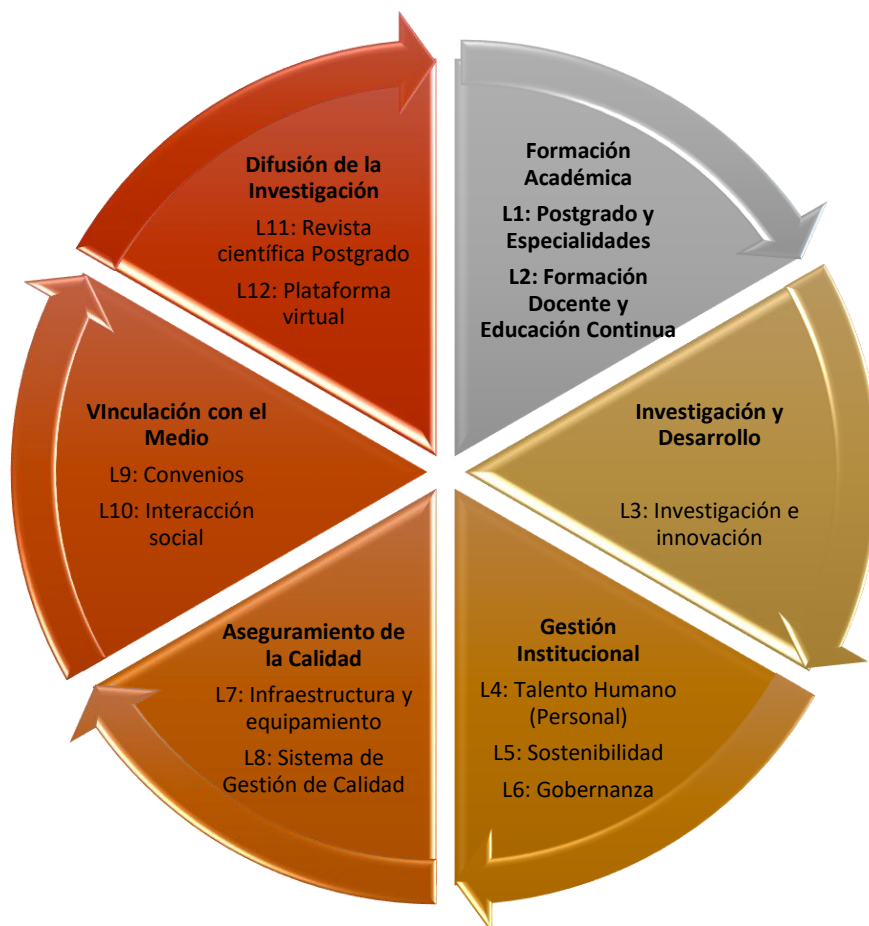 Formación
Académica
L1: Postgrado y
Especialidades
L2: Formación
Docente y
Educación Continua
Investigación y
Desarrollo
L3: Investigación e
innovación
Gestión
Institucional
L4: Talento Humano
(Personal)
L5: Sostenibilidad
L6: Gobernanza
Aseguramiento de
la Calidad
L7: Infraestructura y
equipamiento
L8: Sistema de
Gestión de Calidad
VInculación con el
Medio
L9: Convenios
L10: Interacción
social
Difusión de la
Investigación
L11: Revista
científica Postgrado
L12: Plataforma
virtual